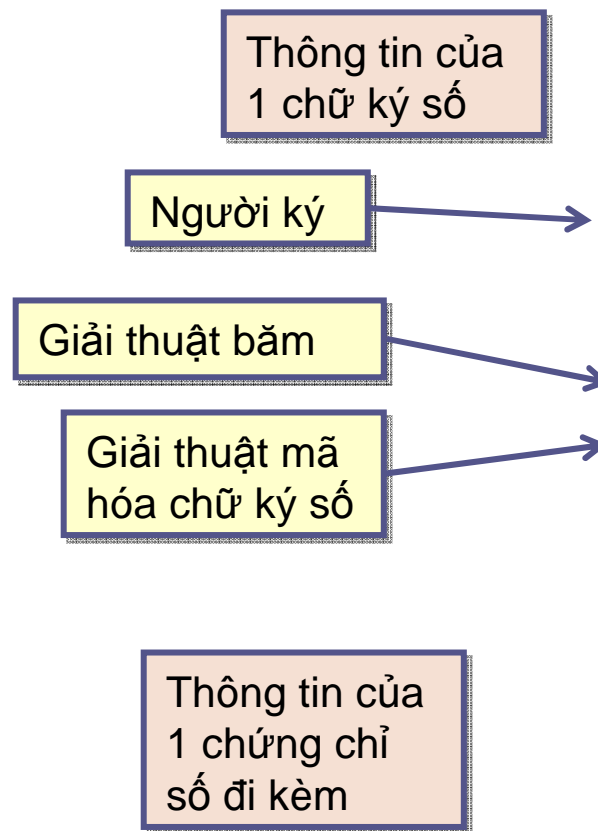 Thông tin của
1 chữ ký số
Người ký
Giải thuật băm
Giải thuật mã
hóa chữ ký số
Thông tin của
1 chứng chỉ
số đi kèm